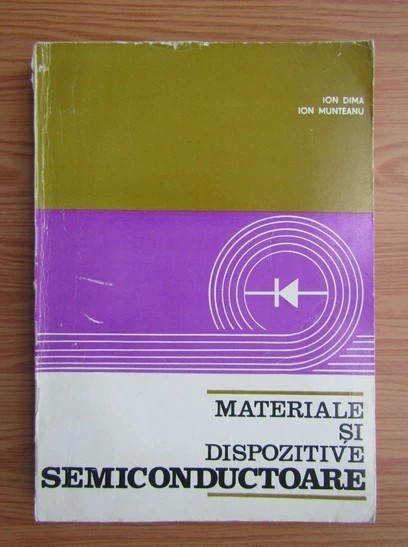 ION DIMA
ION MUNTEANU
MATERIALE
ȘI
DISPOZITIVE
SEMICONDUCTOARE